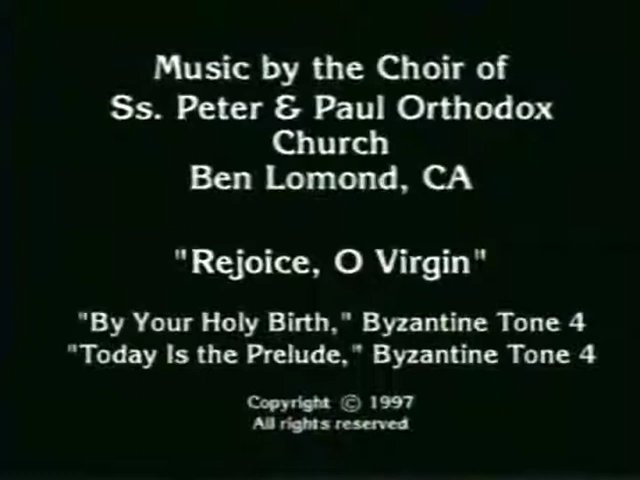 Music by the Choir of
Ss. Peter & Paul Orthodox
Church
Ben Lomond, CA
"Rejoice, O Virgin"
"By Your Holy Birth," Byzantine Tone 4
"Today Is the Prelude," Byzantine Tone 4
Copyright © 1997
All rights reserved